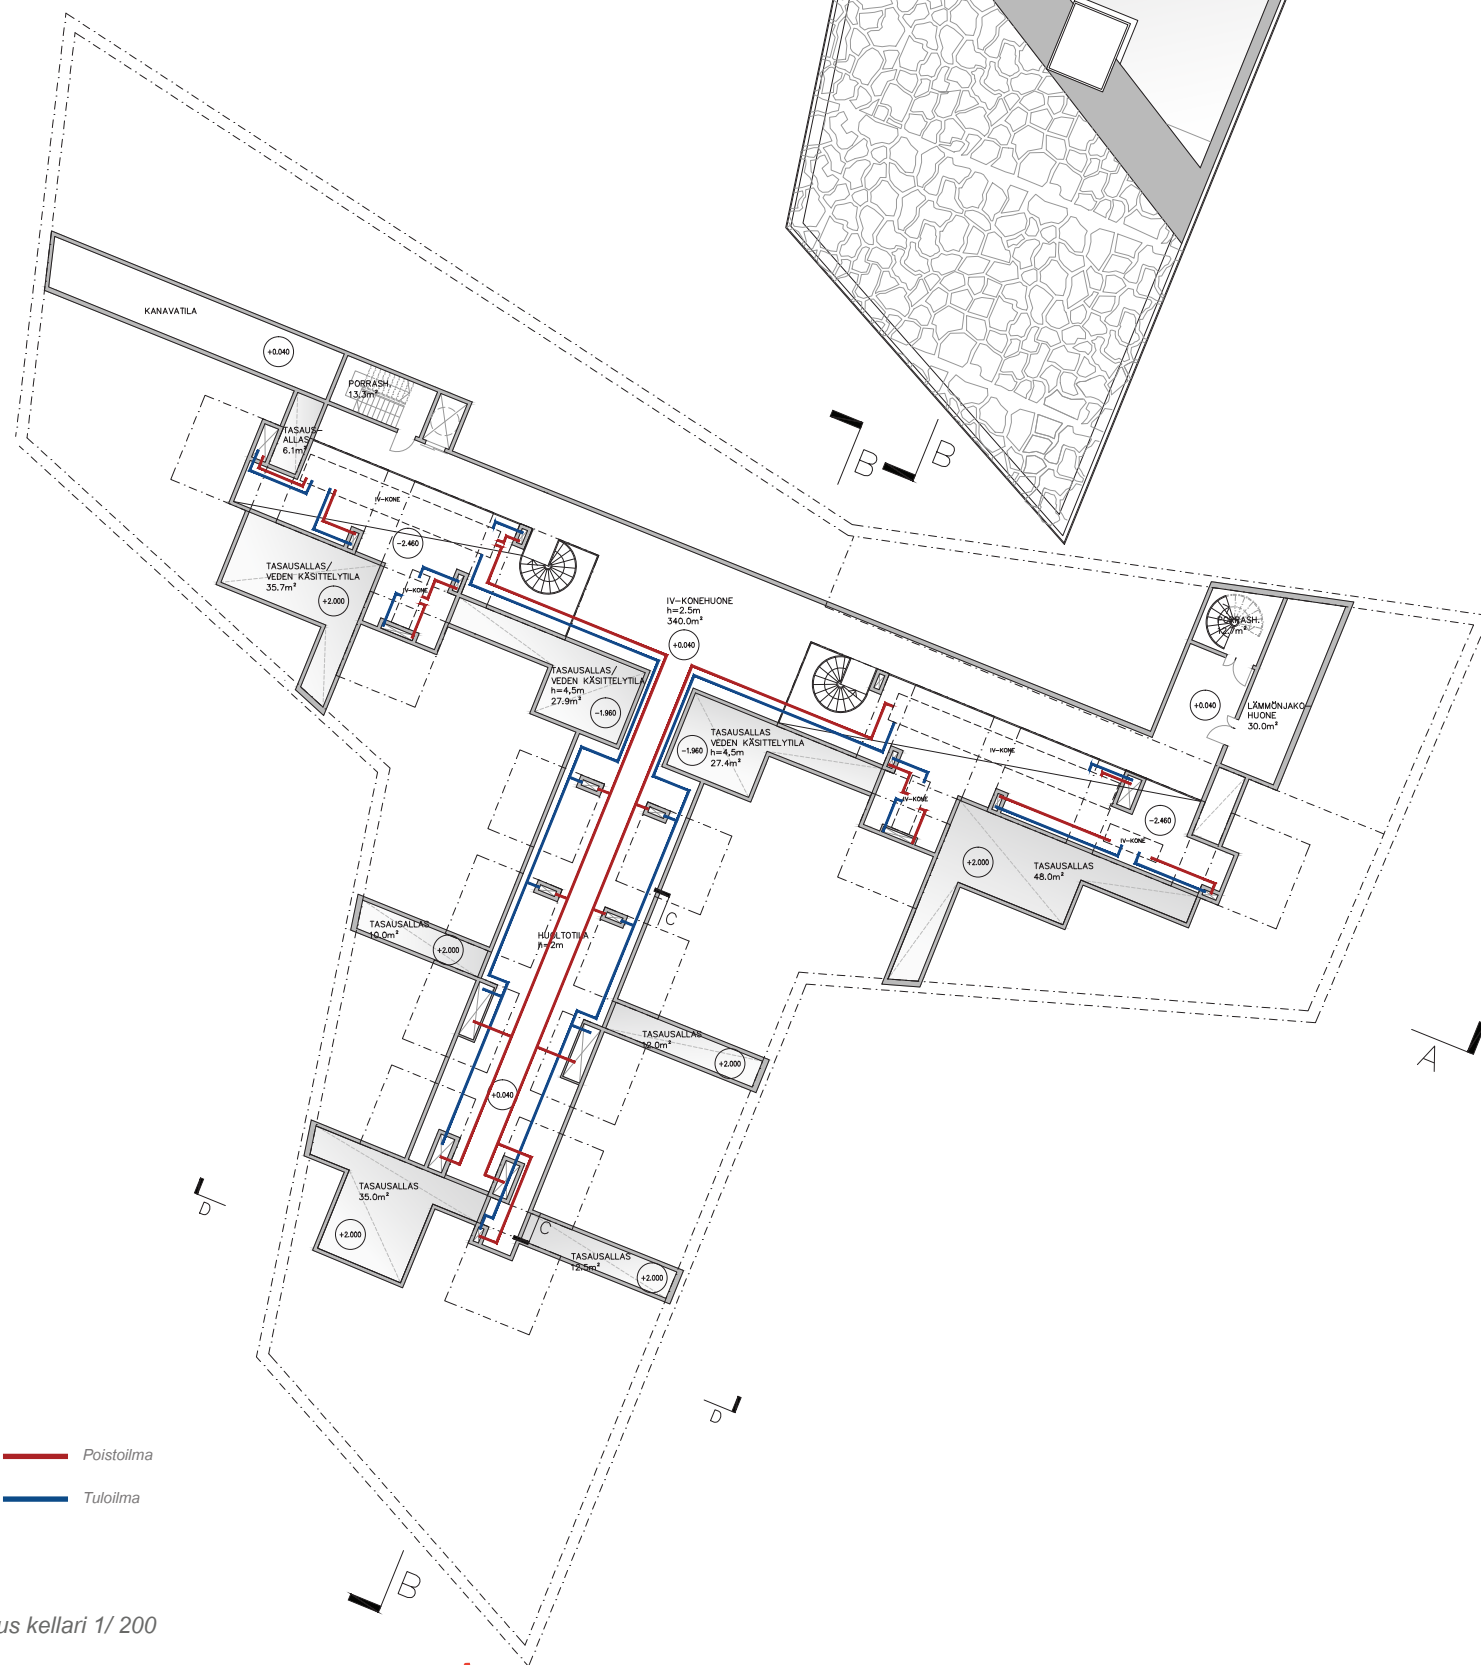 KANAVATILA
+0.040
PORRASH.
13.3m²
TASAUS-
ALLAS
6.1m²
IV-KONE
-2.460
TASAUSALLAS/
VEDEN KÄSITTELYTILA
35.7m²
+2.000
IV-KONE
B
B
IV-KONEHUONE
h=2.5m
340.0m²
+0.040
TASAUSALLAS/
VEDEN KÄSITTELYTILA
h=4,5m
27.9m²
-1.960
TASAUSALLAS
VEDEN KÄSITTELYTILA
h=4,5m
27.4m²
-1.960
PORRASH.
+0.040
LÄMMÖNJAKO-
HUONE
30.0m²
IV-KONE
IV-KONE
IV-KONE
-2.460
+2.000
TASAUSALLAS
48.0m²
C
HUOLTOTILA
h=2m
TASAUSALLAS
10.0m²
+2.000
TASAUSALLAS
12.0m²
+2.000
A
+0.040
TASAUSALLAS
35.0m²
+2.000
D
C
TASAUSALLAS
12.5m²
+2.000
D
Poistoilma
Tuloilma
B
us kellari 1/ 200